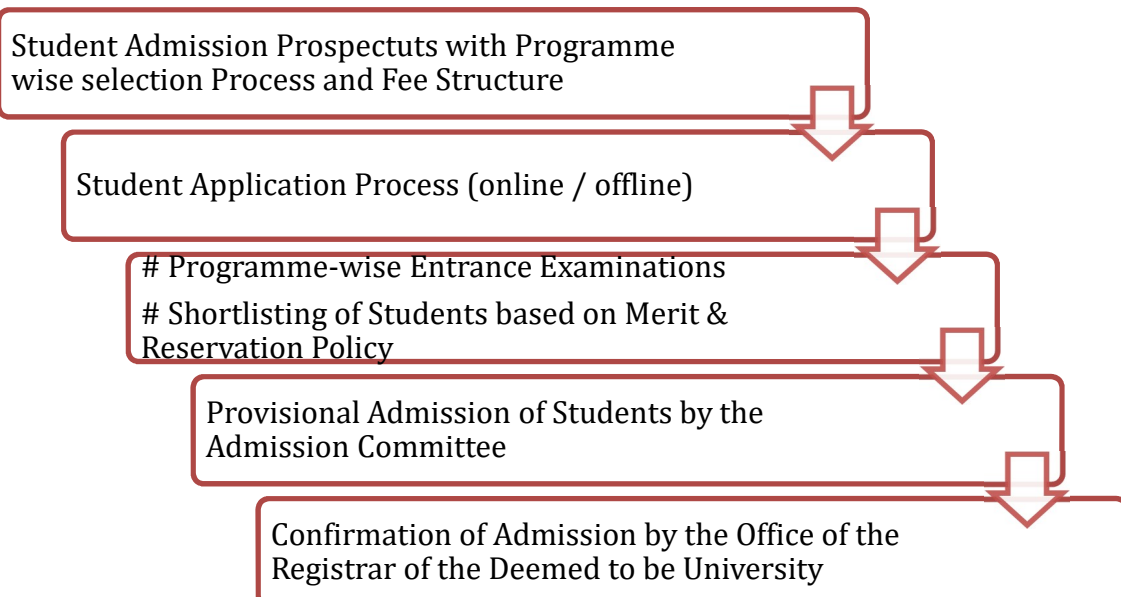 Student Admission Prospectuts with Programme
wise selection Process and Fee Structure
Student Application Process (online / offline)
# Programme-wise Entrance Examinations
# Shortlisting of Students based on Merit &
Reservation Policy
Provisional Admission of Students by the
Admission Committee
Confirmation of Admission by the Office of the
Registrar of the Deemed to be University